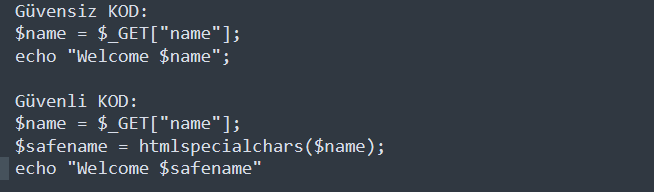 Güvensiz KOD:
$name = $_GET["name"];
echo "Welcome $name";
Güvenli KOD:
$name = $_GET["name"];
$safename = htmlspecialchars($name);
echo "Welcome $safename"